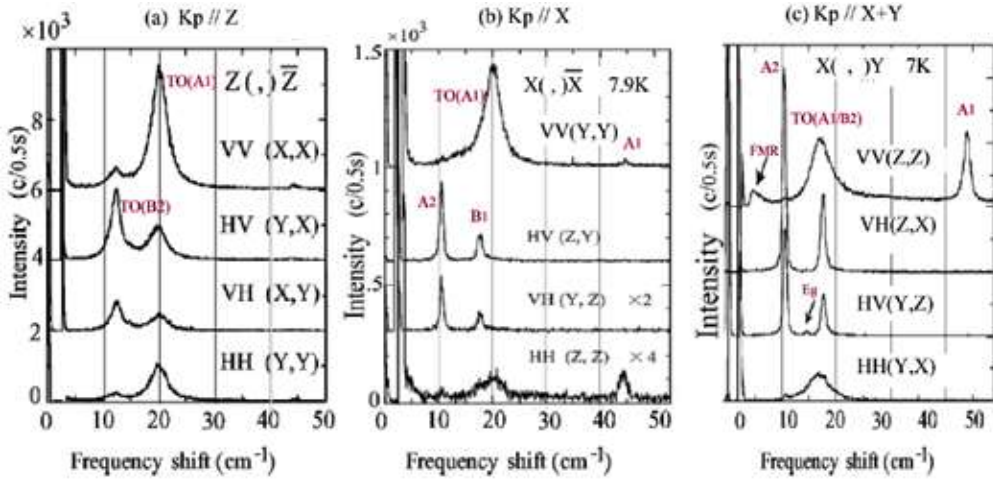 (a) Kp // Z
×10³
Z ( , ) Z̅
TO(A1)
VV (X,X)
TO(B2)
HV (Y,X)
VH (X,Y)
HH (Y,Y)
8
6
4
2
0
0 10 20 30 40 50
Intensity (c/0.5s)
Frequency shift (cm⁻¹)
(b) Kp // X
1.5
×10³
X( , )X̅ 7.9K
TO(A1)
VV(Y,Y)
A1
A2
B1
HV (Z,Y)
VH (Y,Z) ×2
HH (Z,Z) ×4
1
×10³
.5
×10³
0
0 10 20 30 40 50
Intensity (c/0.5s)
Frequency shift (cm⁻¹)
(c) Kp // X+Y
A2
X( , )Y 7K
TO(A1/B2)
A1
FMR
VV(Z,Z)
VH(Z,X)
Eg
HV(Y,Z)
HH(Y,X)
0 10 20 30 40 50
Intensity (c/0.5s)
Frequency shift (cm⁻¹)